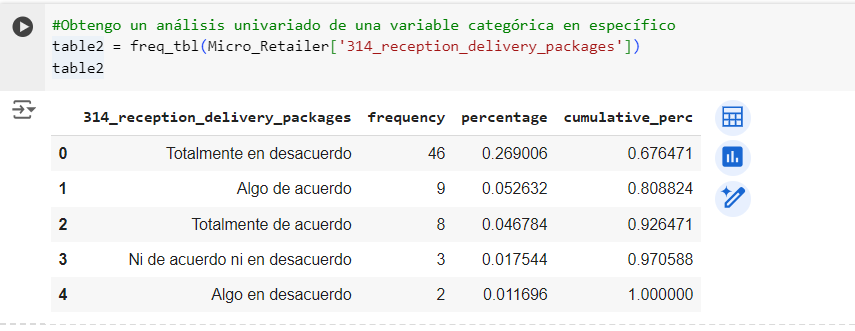 #Obtengo un análisis univariado de una variable categórica en específico
table2 = freq_tbl(Micro_Retailer['314_reception_delivery_packages'])
table2
314_reception_delivery_packages frequency percentage cumulative_perc
0 Totalmente en desacuerdo 46 0.269006 0.676471
1 Algo de acuerdo 9 0.052632 0.808824
2 Totalmente de acuerdo 8 0.046784 0.926471
3 Ni de acuerdo ni en desacuerdo 3 0.017544 0.970588
4 Algo en desacuerdo 2 0.011696 1.000000